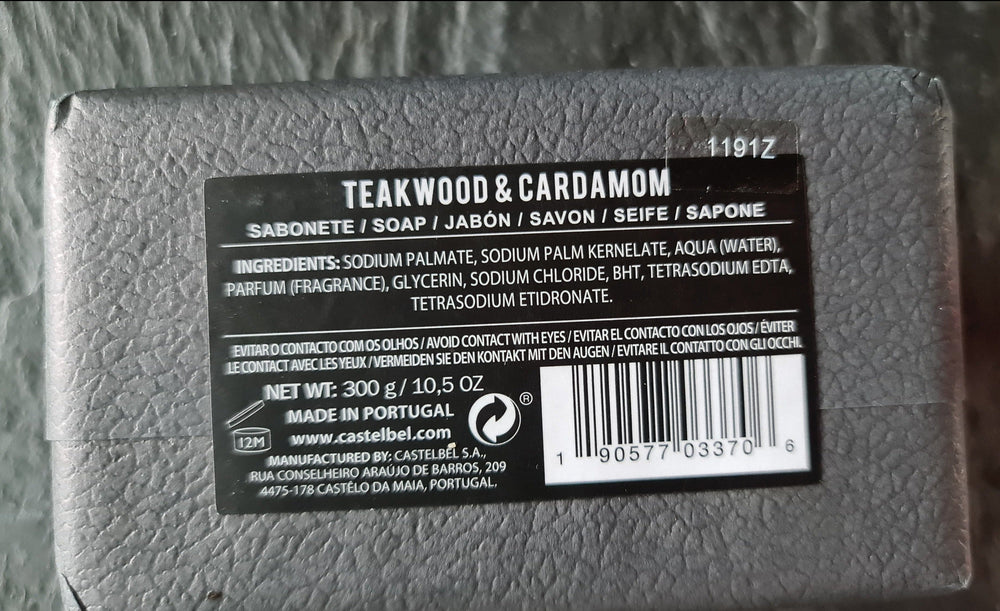 1191Z
TEAKWOOD & CARDAMOM
SABONETE / SOAP / JABÓN / SAVON / SEIFE / SAPONE
INGREDIENTS: SODIUM PALMATE, SODIUM PALM KERNELATE, AQUA (WATER),
PARFUM (FRAGRANCE), GLYCERIN, SODIUM CHLORIDE, BHT, TETRASODIUM EDTA,
TETRASODIUM ETIDRONATE.
EVITAR O CONTACTO COM OS OLHOS / AVOID CONTACT WITH EYES / EVITAR EL CONTACTO CON LOS OJOS / ÉVITER
LE CONTACT AVEC LES YEUX / VERMEIDEN SIE DEN KONTAKT MIT DEN AUGEN / EVITARE IL CONTATTO CON GLI OCCHI.
NET WT: 300 g / 10,5 OZ
MADE IN PORTUGAL
®
12M
www.castelbel.com
MANUFACTURED BY: CASTELBEL S.A.,
RUA CONSELHEIRO ARAÚJO DE BARROS, 209
4475-178 CASTÊLO DA MAIA, PORTUGAL.
1 90577 03370 6